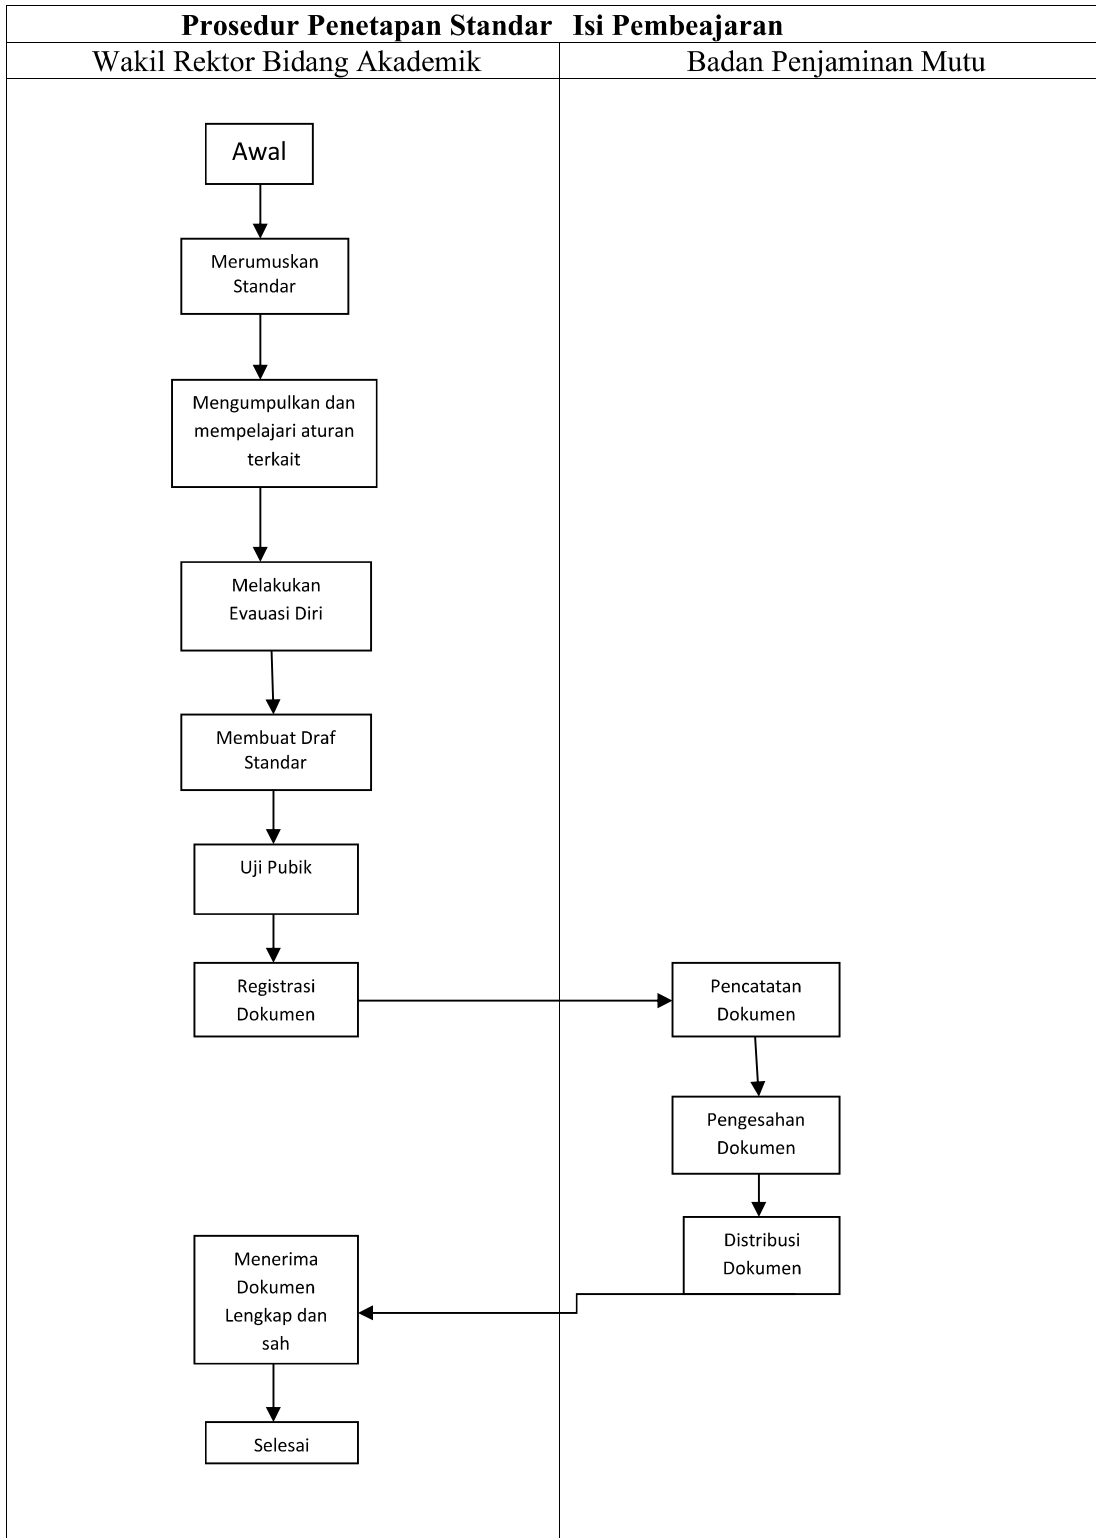 Prosedur Penetapan Standar Isi Pembeajaran
Wakil Rektor Bidang Akademik
Badan Penjaminan Mutu
Awal
Merumuskan
Standar
Mengumpulkan dan
mempelajari aturan
terkait
Melakukan
Evauasi Diri
Membuat Draf
Standar
Uji Pubik
Registrasi
Dokumen
Pencatatan
Dokumen
Pengesahan
Dokumen
Distribusi
Dokumen
Menerima
Dokumen
Lengkap dan
sah
Selesai